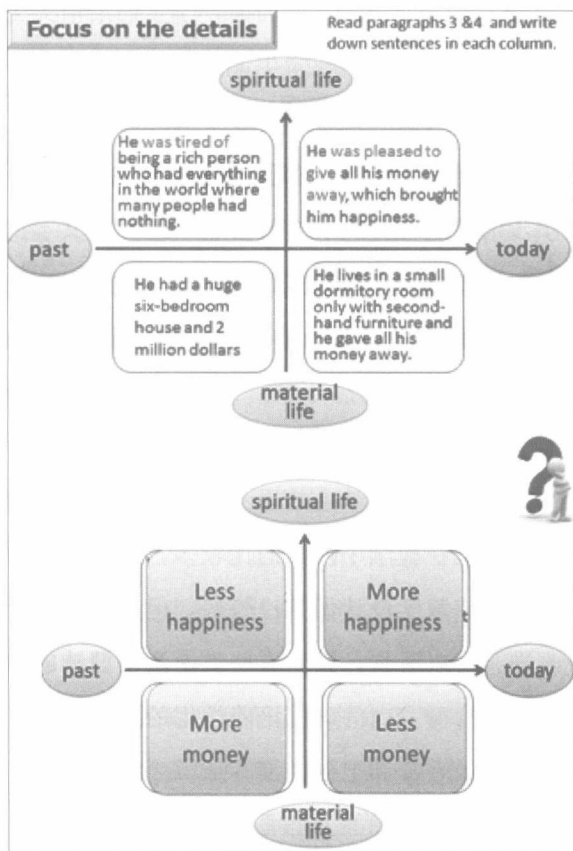 Focus on the details
Read paragraphs 3 &4 and write
down sentences in each column.
spiritual life
He was tired of
being a rich person
who had everything
in the world where
many people had
nothing.
He was pleased to
give all his money
away, which brought
him happiness.
past
today
He had a huge
six-bedroom
house and 2
million dollars
He lives in a small
dormitory room
only with second-
hand furniture and
he gave all his
money away.
material
life
spiritual life
Less
happiness
More
happiness
t
past
today
More
money
Less
money
material
life